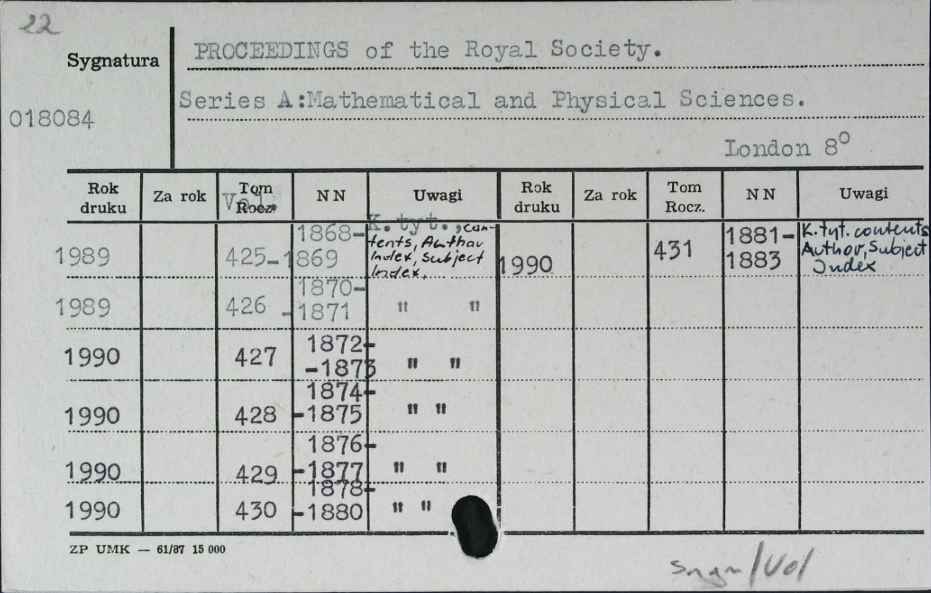 22
Sygnatura
PROCEEDINGS of the Royal Society.
Series A:Mathematical and Physical Sciences.
018084
London 8º
Rok druku Za rok Tom Rocz. Vol. N N Uwagi Rok druku Za rok Tom Rocz. N N Uwagi
1989 425- 1868-1869 K. tyt., contents, Author Index, Subject Index. 1990 431 1881-1883 K. tyt. contents Author, Subject Index
1989 426 1870--1871 " "
1990 427 1872--1873 " "
1990 428 1874--1875 " "
1990 429 1876--1877 " "
1990 430 1878--1880 " "
ZP UMK — 61/87 15 000
/Vol